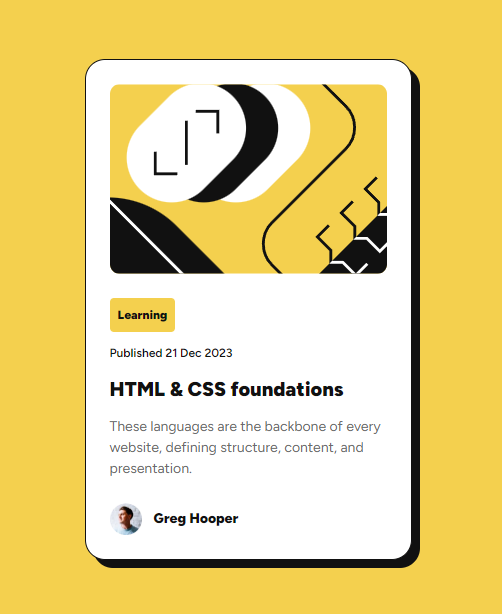 Learning
Published 21 Dec 2023
HTML & CSS foundations
These languages are the backbone of every
website, defining structure, content, and
presentation.
Greg Hooper